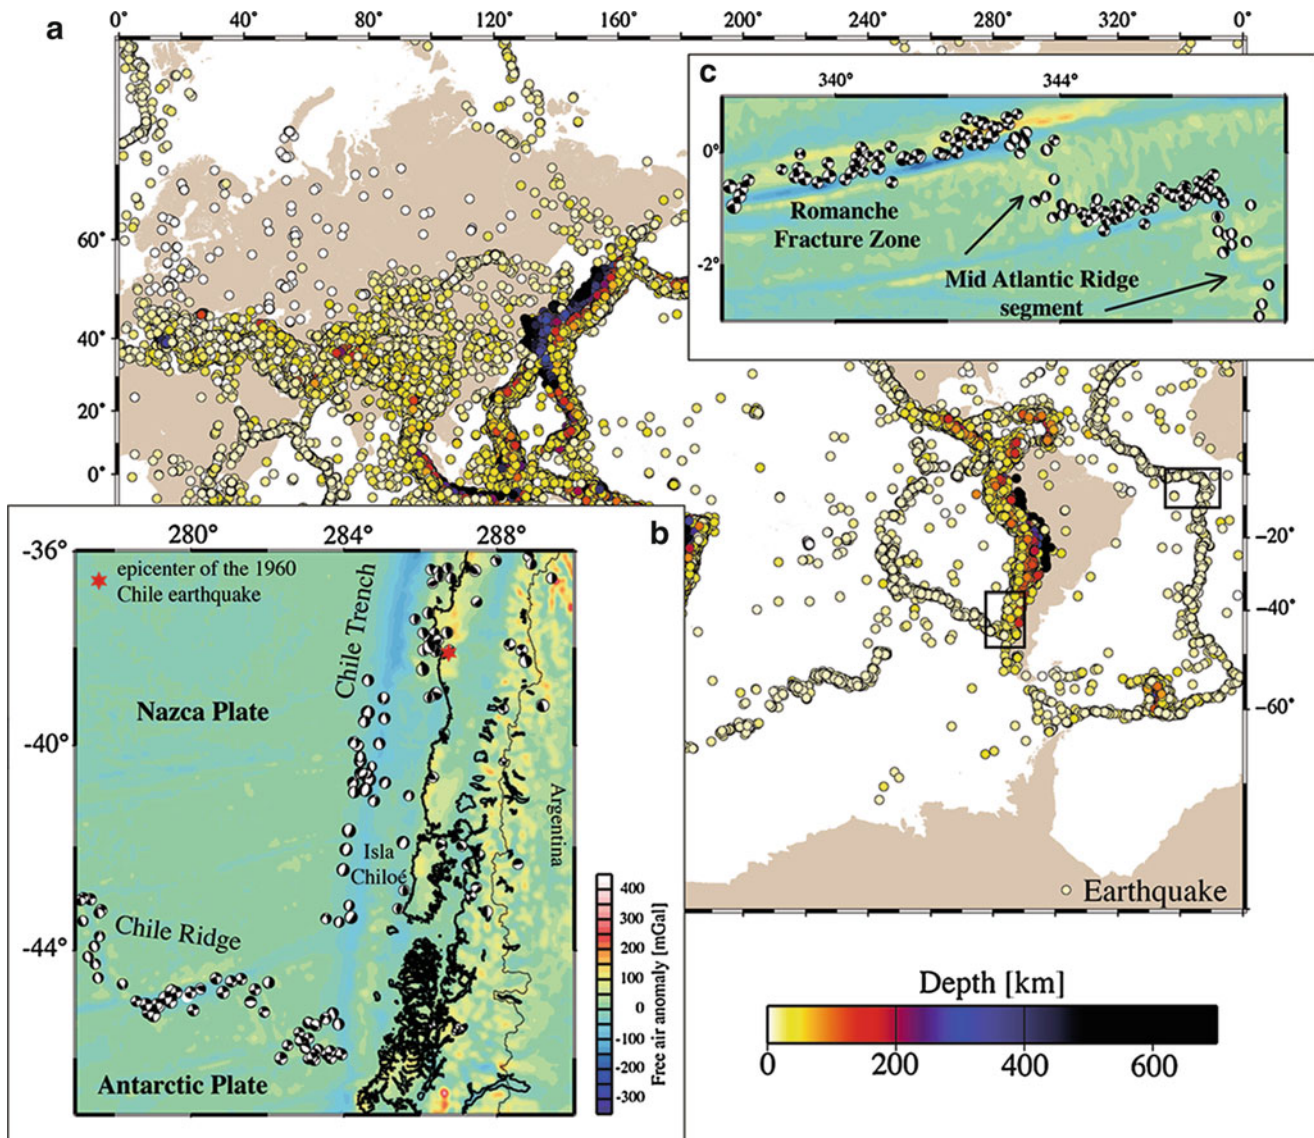 a
0 40° 80° 120° 160° 200° 240° 280° 320° 0°
60°
40°
20°
0°
c
340° 344°
0°
-2°
Romanche
Fracture Zone
Mid Atlantic Ridge
segment
−20°
−40°
−60°
Earthquake
b
280° 284° 288°
-36°
-40°
-44°
epicenter of the 1960
Chile earthquake
Chile Trench
Nazca Plate
Argentina
Isla
Chiloé
Chile Ridge
Antarctic Plate
400
300
200
100
0
-100
-200
-300
Free air anomaly [mGal]
Depth [km]
0 200 400 600